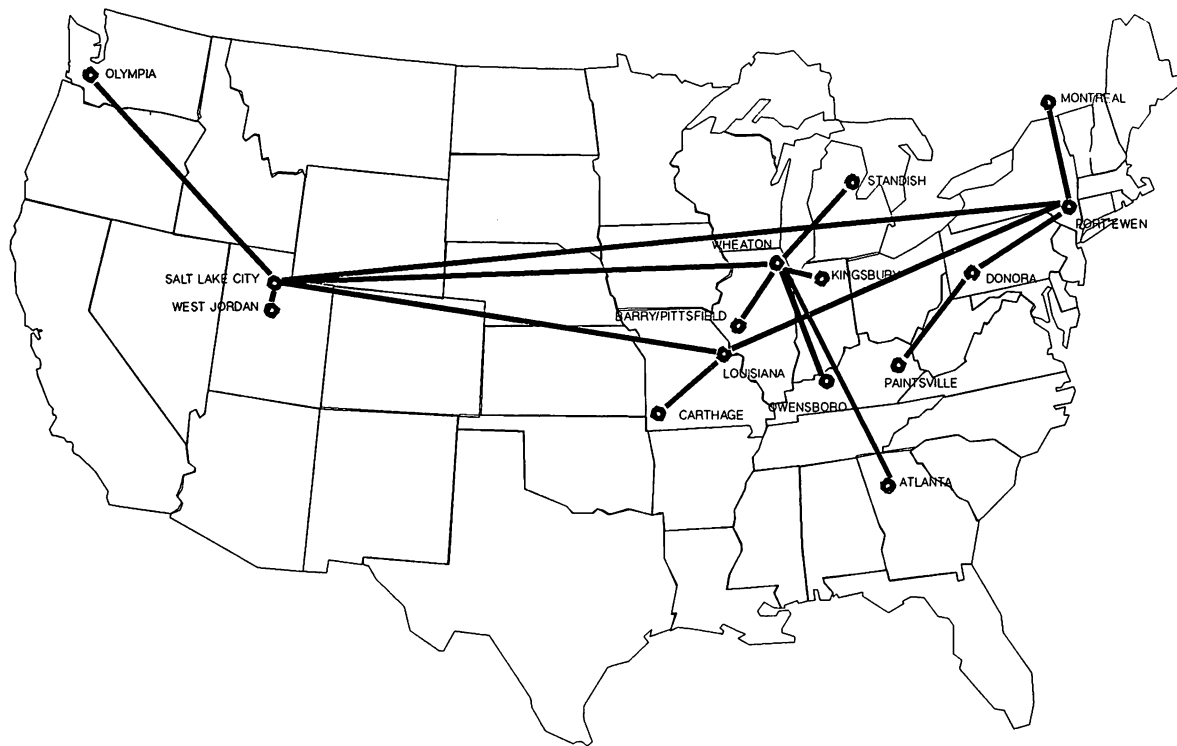 OLYMPIA
MONTREAL
STANDISH
PORT EWEN
WHEATON
SALT LAKE CITY
KINGSBURY
DONORA
WEST JORDAN
BARRY/PITTSFIELD
LOUISIANA
PAINTSVILLE
OWENSBORO
CARTHAGE
ATLANTA